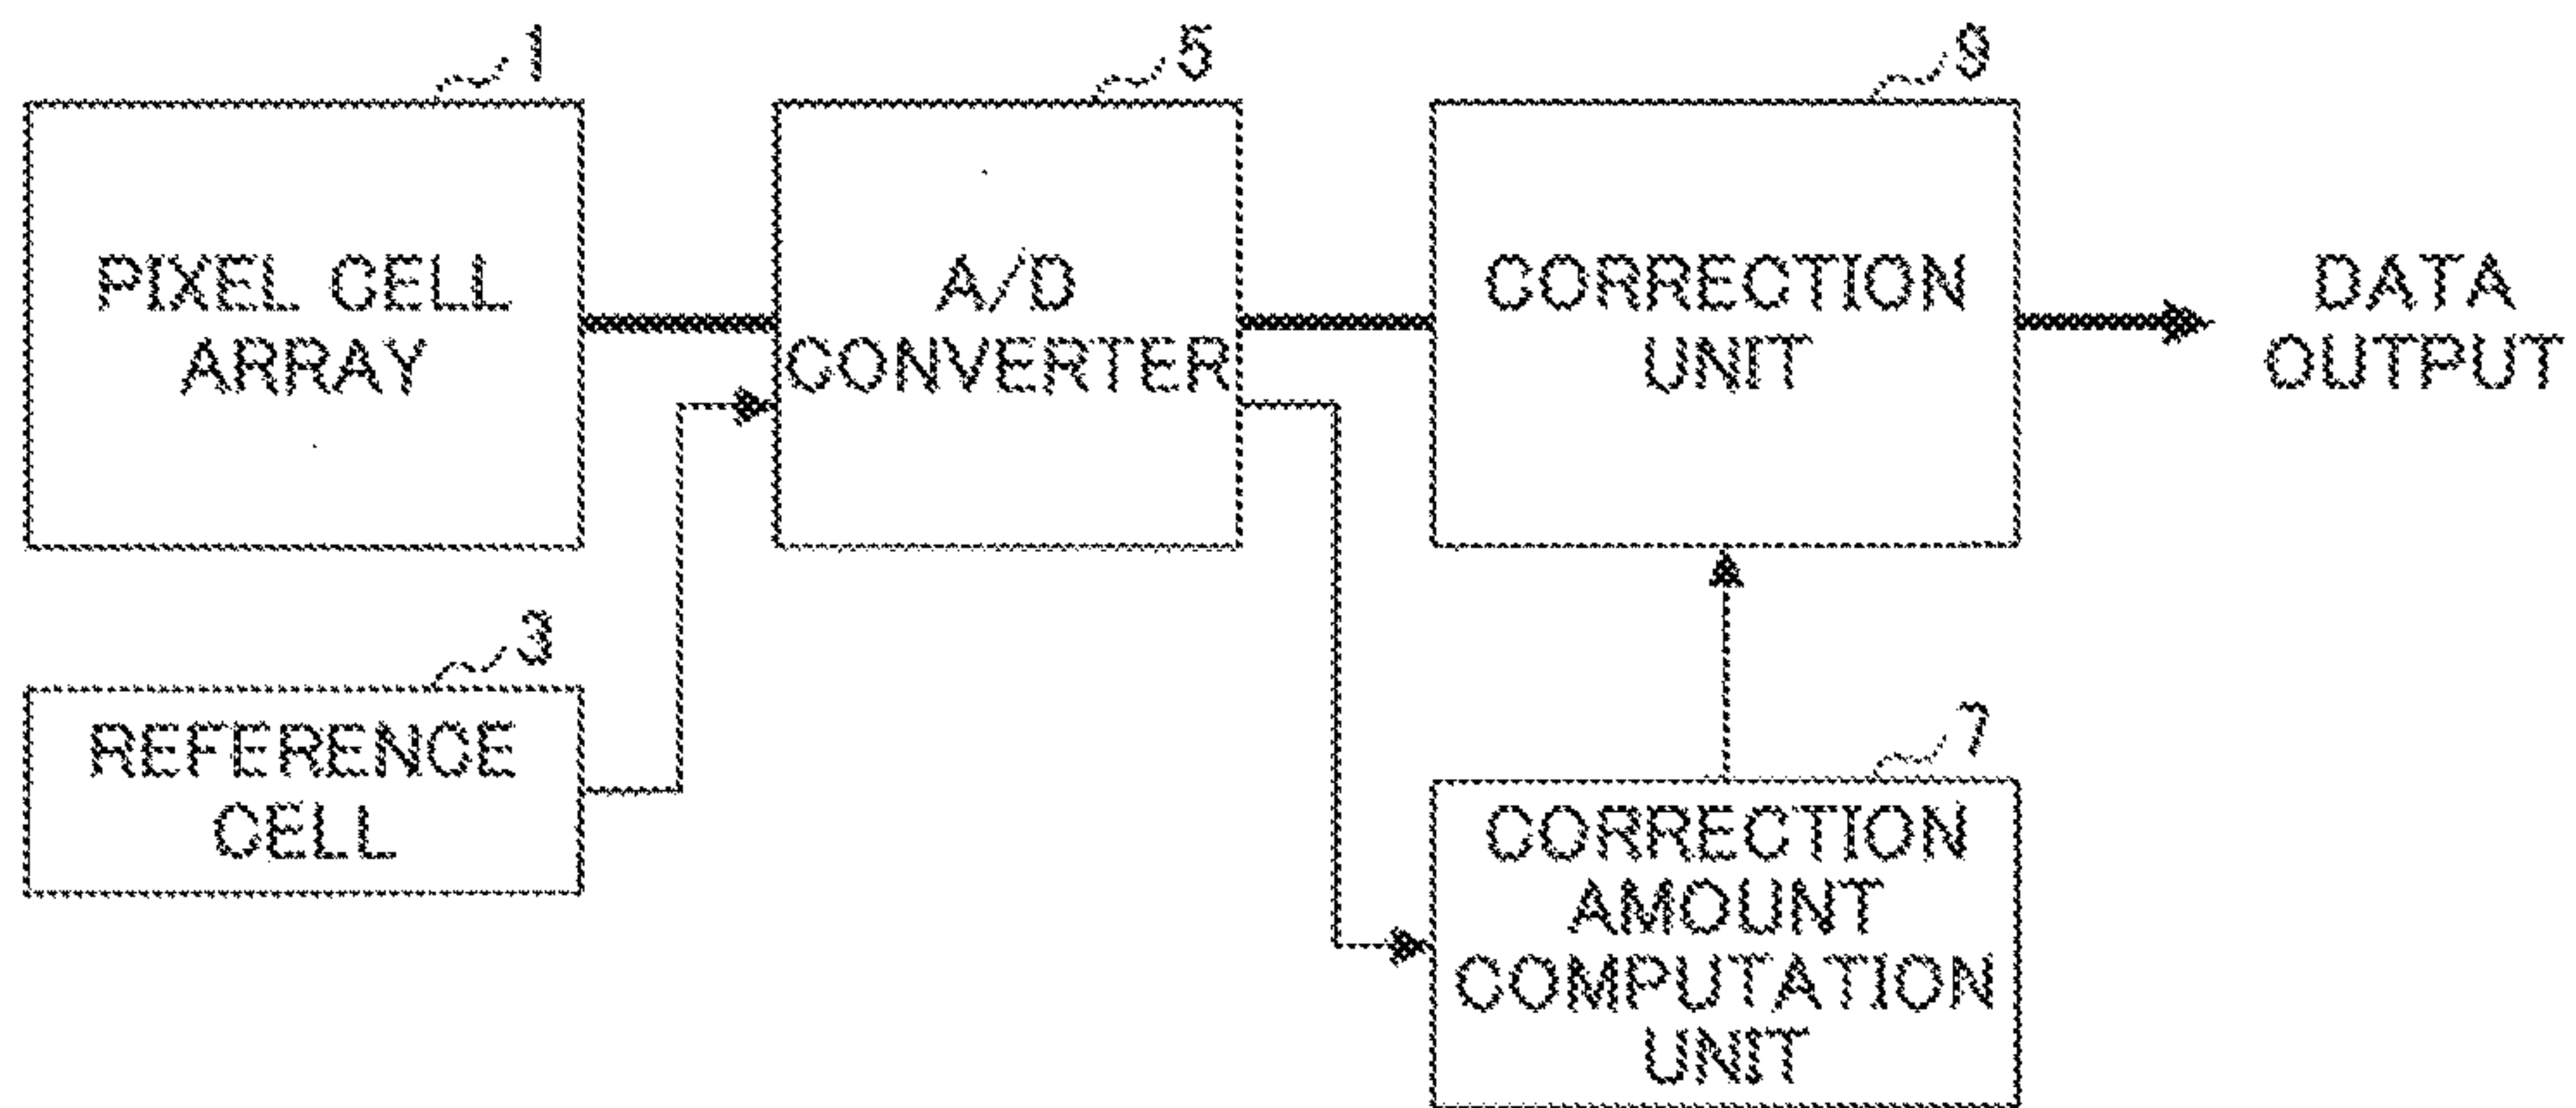 1
5
9
PIXEL CELL
ARRAY
A/D
CONVERTER
CORRECTION
UNIT
DATA
OUTPUT
3
REFERENCE
CELL
7
CORRECTION
AMOUNT
COMPUTATION
UNIT